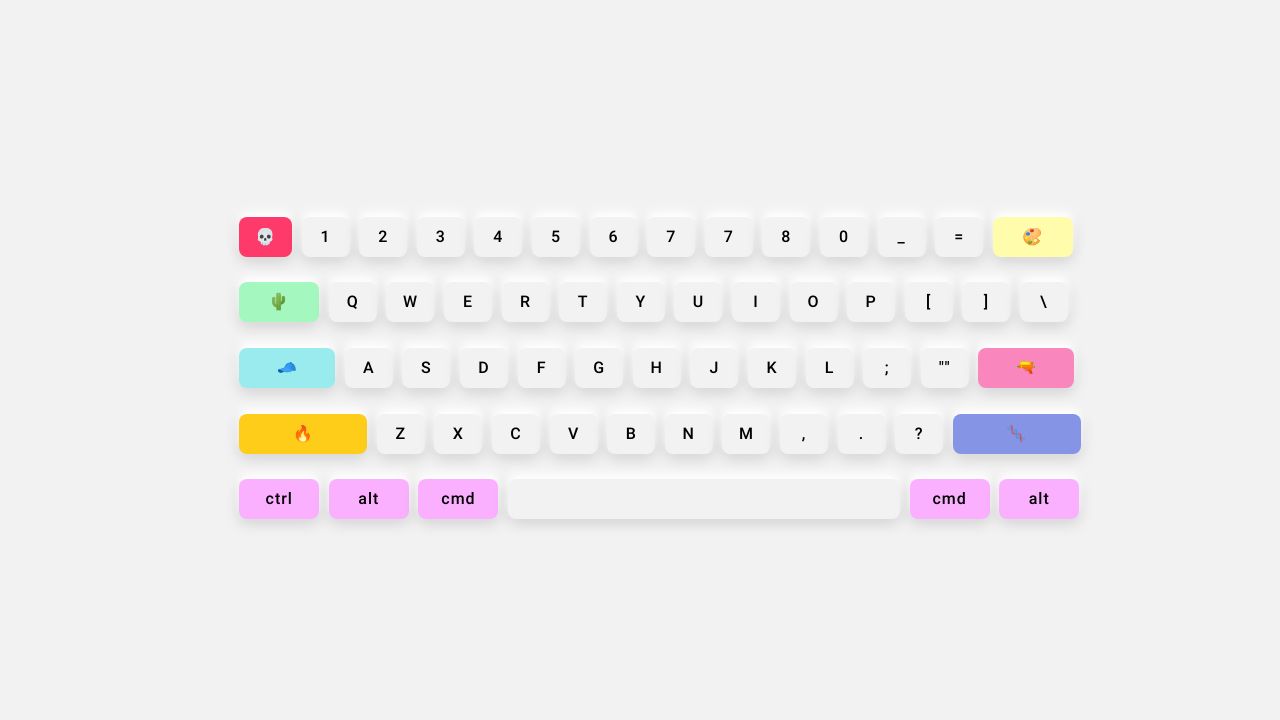 1 2 3 4 5 6 7 7 8 0 _ =
Q W E R T Y U I O P [ ] \
A S D F G H J K L ; ""
Z X C V B N M , . ?
ctrl alt cmd cmd alt